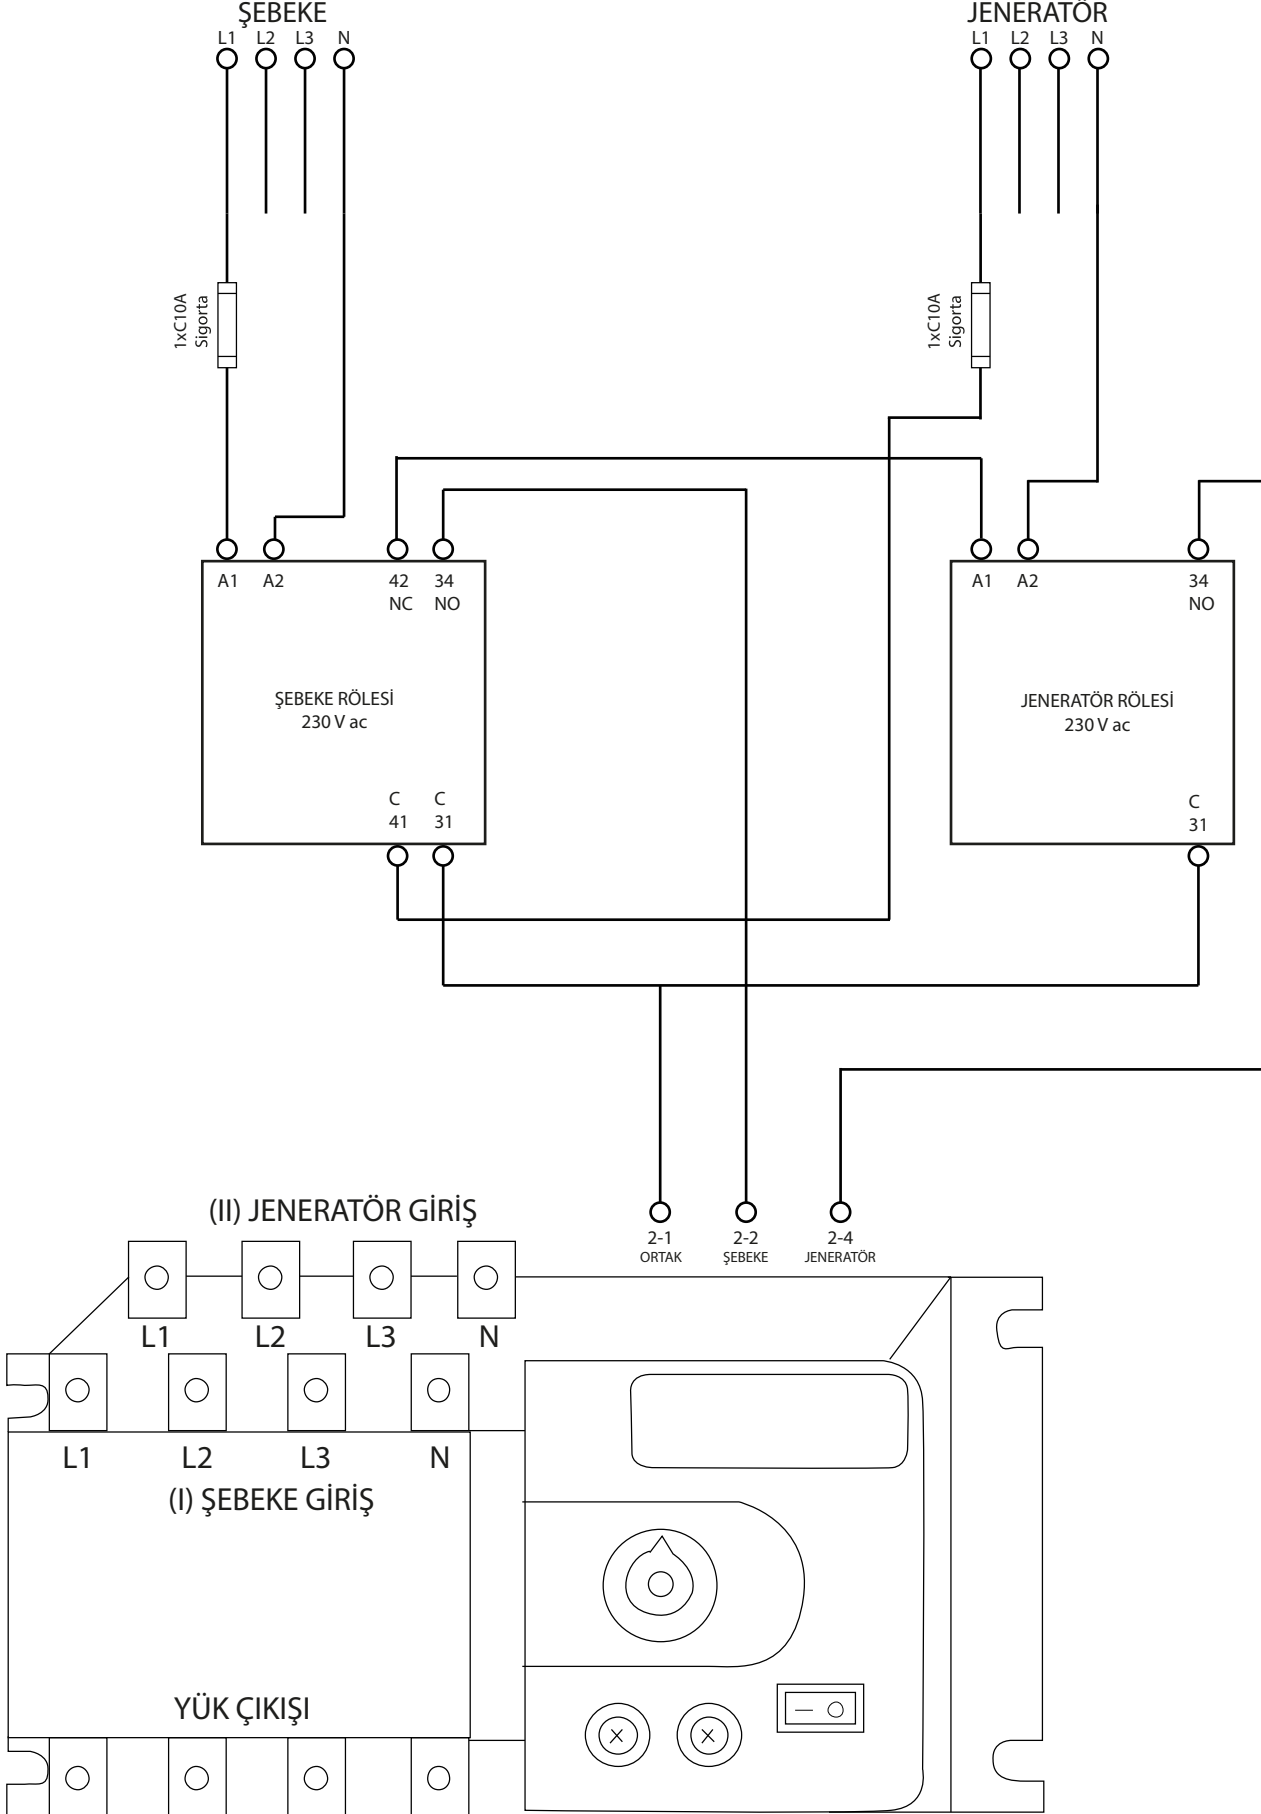 ŞEBEKE
L1 L2 L3 N
JENERATÖR
L1 L2 L3 N
1xC10A
Sigorta
1xC10A
Sigorta
A1 A2 42 34
NC NO
ŞEBEKE RÖLESİ
230 V ac
C C
41 31
A1 A2 34
NO
JENERATÖR RÖLESİ
230 V ac
C
31
2-1 2-2 2-4
ORTAK ŞEBEKE JENERATÖR
(II) JENERATÖR GİRİŞ
L1 L2 L3 N
L1 L2 L3 N
(I) ŞEBEKE GİRİŞ
YÜK ÇIKIŞI